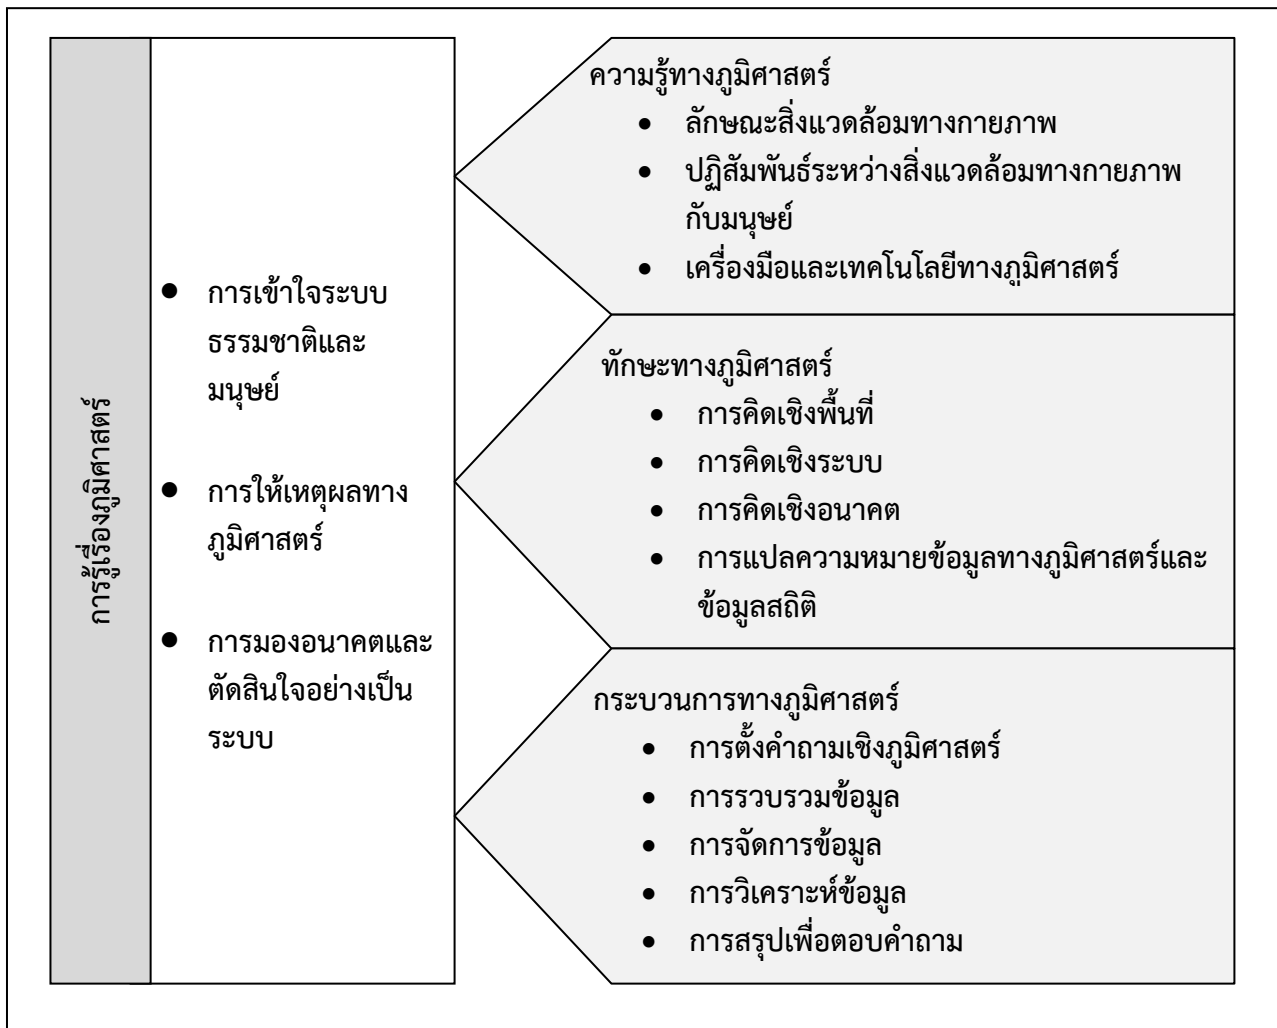 การรู้เรื่องภูมิศาสตร์
● การเข้าใจระบบ
ธรรมชาติและ
มนุษย์
● การให้เหตุผลทาง
ภูมิศาสตร์
● การมองอนาคตและ
ตัดสินใจอย่างเป็น
ระบบ
ความรู้ทางภูมิศาสตร์
● ลักษณะสิ่งแวดล้อมทางกายภาพ
● ปฏิสัมพันธ์ระหว่างสิ่งแวดล้อมทางกายภาพ
กับมนุษย์
● เครื่องมือและเทคโนโลยีทางภูมิศาสตร์
ทักษะทางภูมิศาสตร์
● การคิดเชิงพื้นที่
● การคิดเชิงระบบ
● การคิดเชิงอนาคต
● การแปลความหมายข้อมูลทางภูมิศาสตร์และ
ข้อมูลสถิติ
กระบวนการทางภูมิศาสตร์
● การตั้งคำถามเชิงภูมิศาสตร์
● การรวบรวมข้อมูล
● การจัดการข้อมูล
● การวิเคราะห์ข้อมูล
● การสรุปเพื่อตอบคำถาม